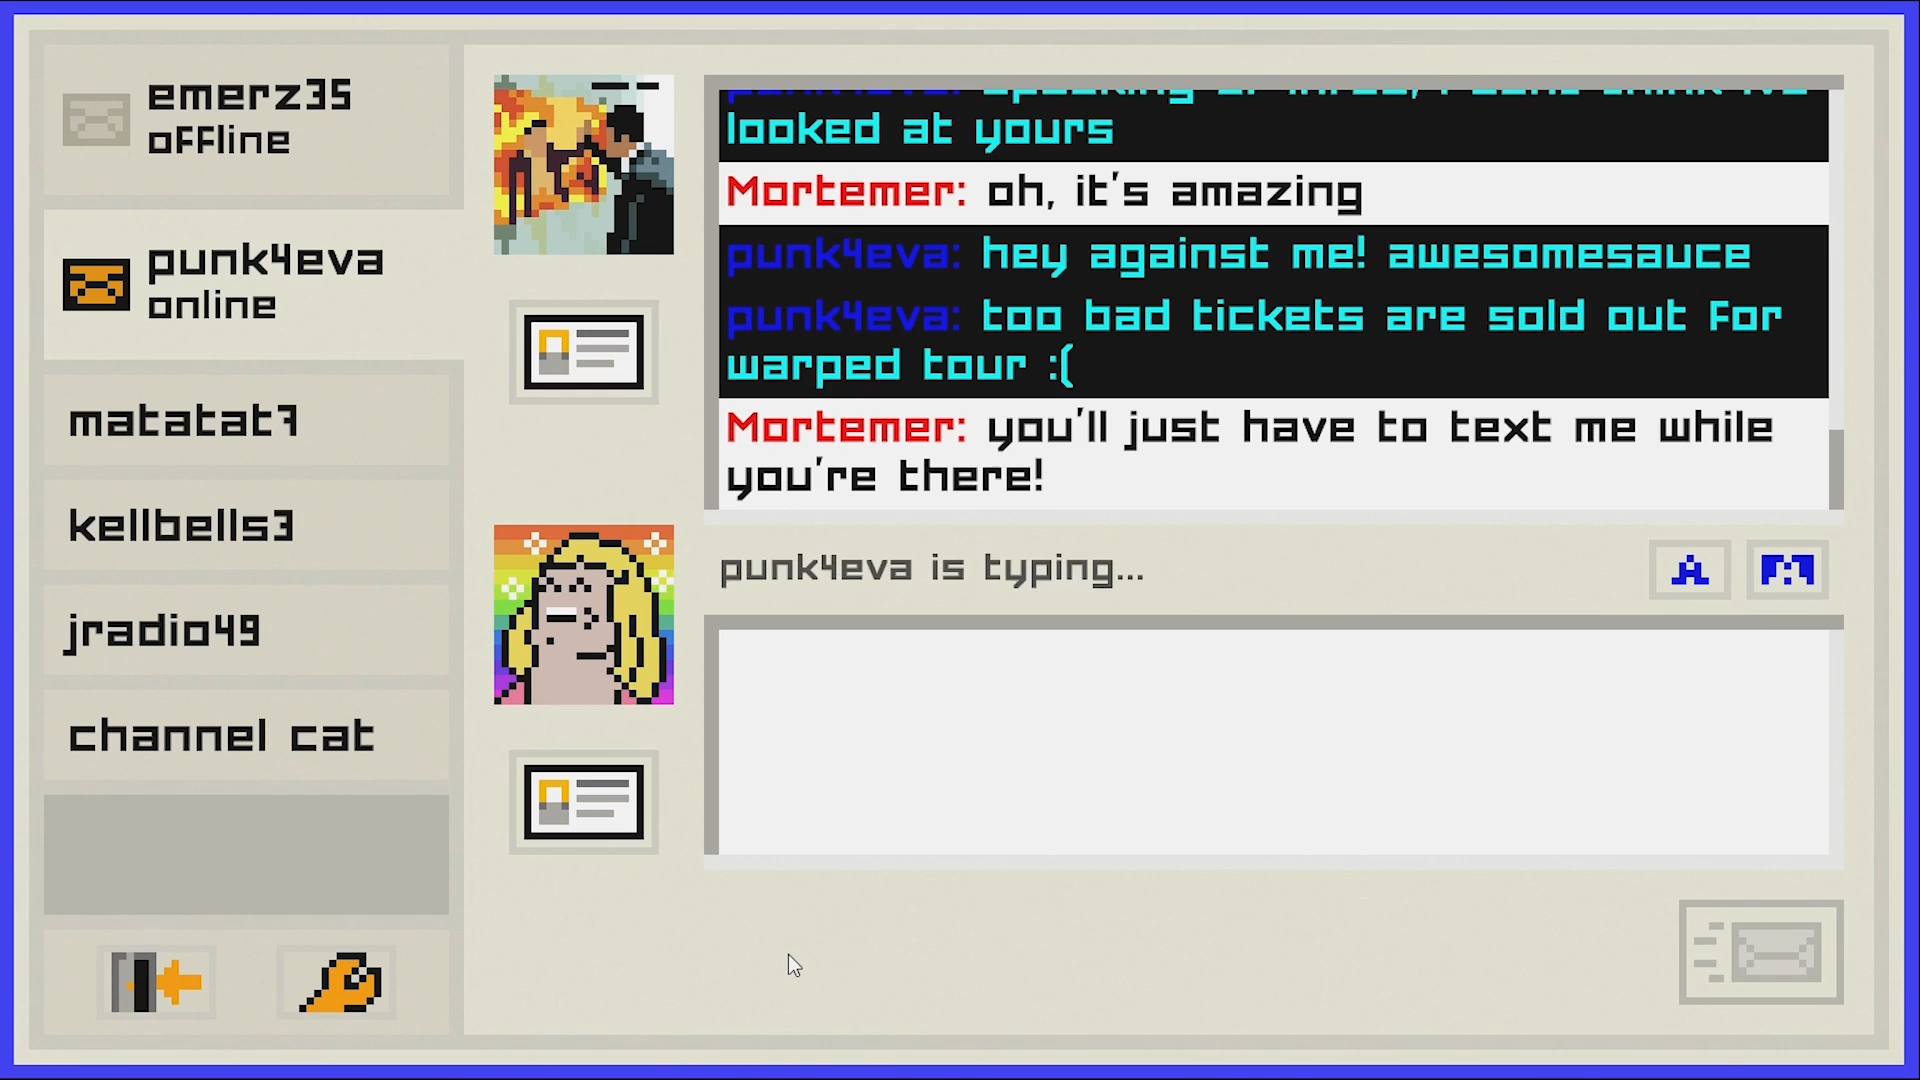 emerz35
offline
punk4eva
online
matatat7
kellbells3
jradio49
channel cat
looked at yours
Mortemer: oh, it's amazing
punk4eva: hey against me! awesomesauce
punk4eva: too bad tickets are sold out for
warped tour :(
Mortemer: you'll just have to text me while
you're there!
punk4eva is typing...
A